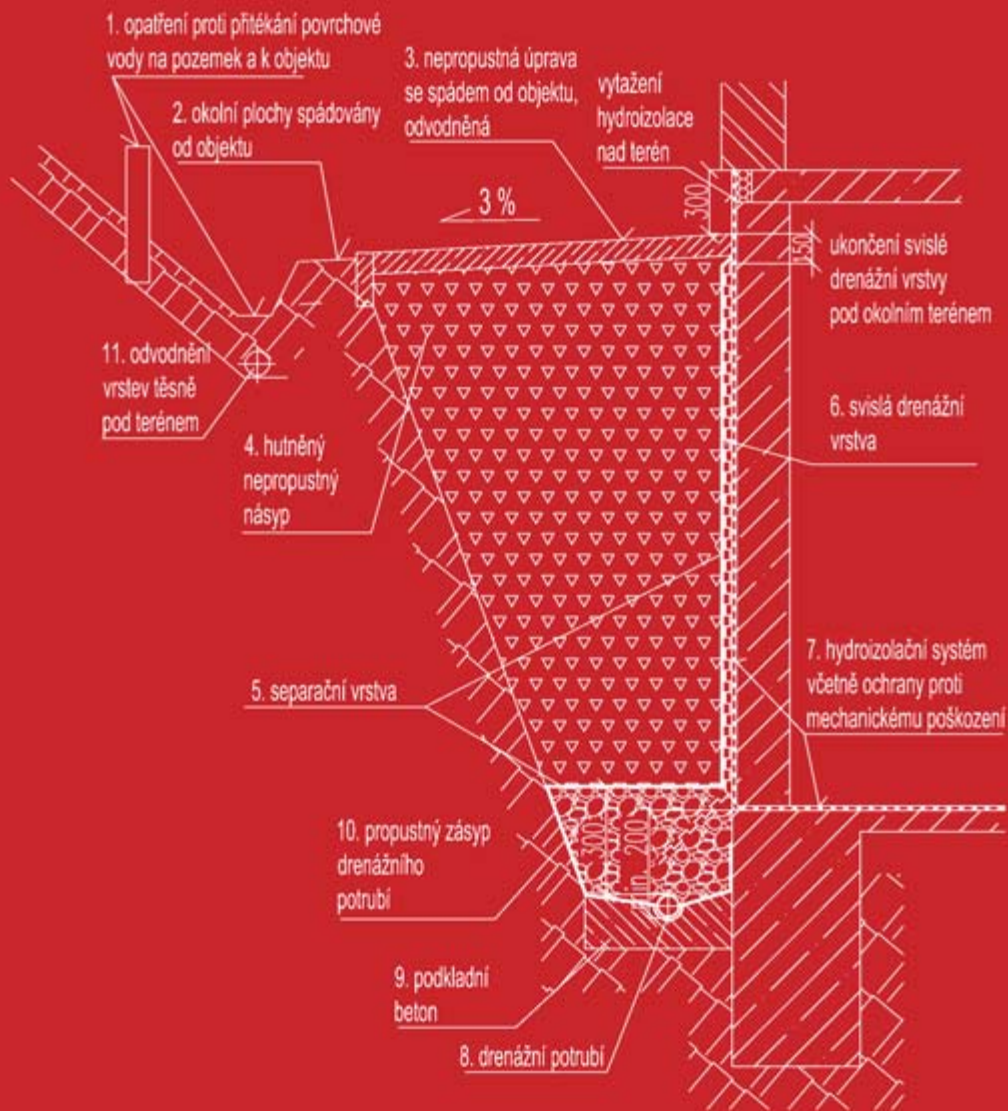 1. opatření proti přitékání povrchové
vody na pozemek a k objektu
2. okolní plochy spádovány
od objektu
3. nepropustná úprava
se spádem od objektu,
odvodněná
vytažení
hydroizolace
nad terén
3 %
300
150
ukončení svislé
drenážní vrstvy
pod okolním terénem
11. odvodnění
vrstev těsně
pod terénem
4. hutněný
nepropustný
násyp
6. svislá drenážní
vrstva
5. separační vrstva
7. hydroizolační systém
včetně ochrany proti
mechanickému poškození
10. propustný zásyp
drenážního
potrubí
300
min. 200
9. podkladní
beton
8. drenážní potrubí